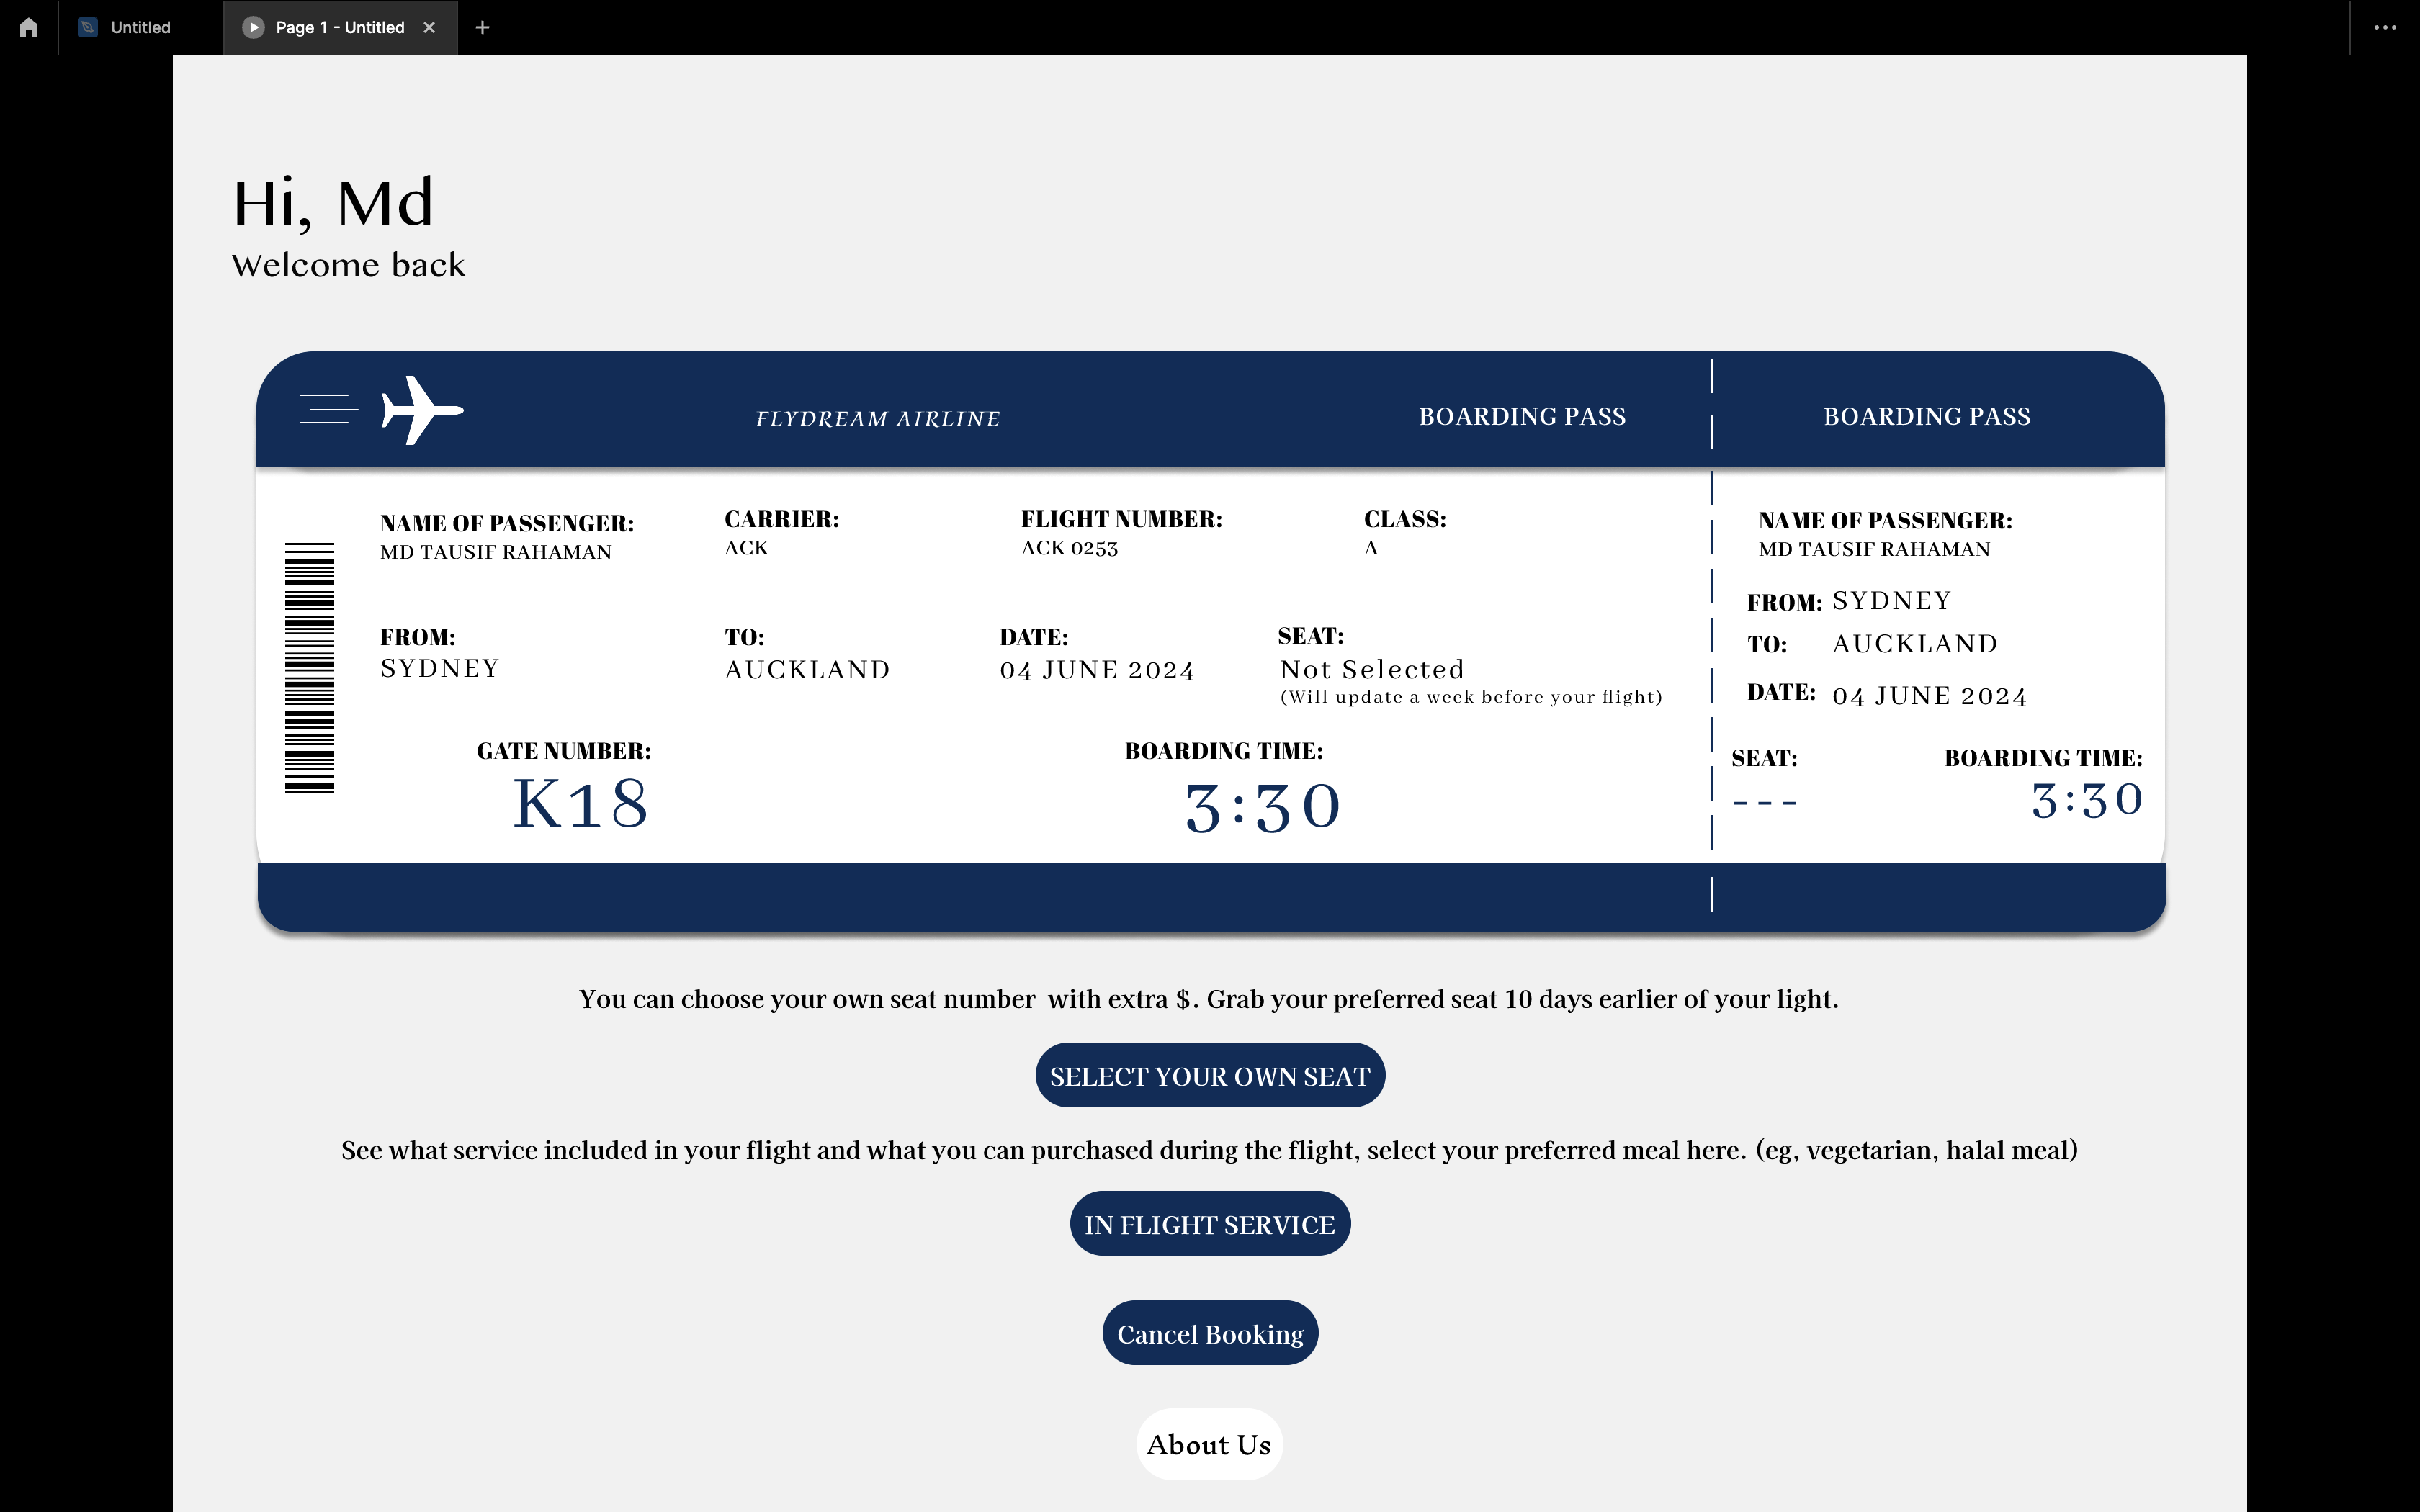 Untitled
Page 1 - Untitled
Hi, Md
Welcome back
FLYDREAM AIRLINE
BOARDING PASS
BOARDING PASS
NAME OF PASSENGER:
MD TAUSIF RAHAMAN
CARRIER:
ACK
FLIGHT NUMBER:
ACK 0253
CLASS:
A
FROM:
SYDNEY
TO:
AUCKLAND
DATE:
04 JUNE 2024
SEAT:
Not Selected
(Will update a week before your flight)
GATE NUMBER:
K18
BOARDING TIME:
3:30
NAME OF PASSENGER:
MD TAUSIF RAHAMAN
FROM: SYDNEY
TO: AUCKLAND
DATE: 04 JUNE 2024
SEAT:
---
BOARDING TIME:
3:30
You can choose your own seat number  with extra $. Grab your preferred seat 10 days earlier of your light.
SELECT YOUR OWN SEAT
See what service included in your flight and what you can purchased during the flight, select your preferred meal here. (eg, vegetarian, halal meal)
IN FLIGHT SERVICE
Cancel Booking
About Us